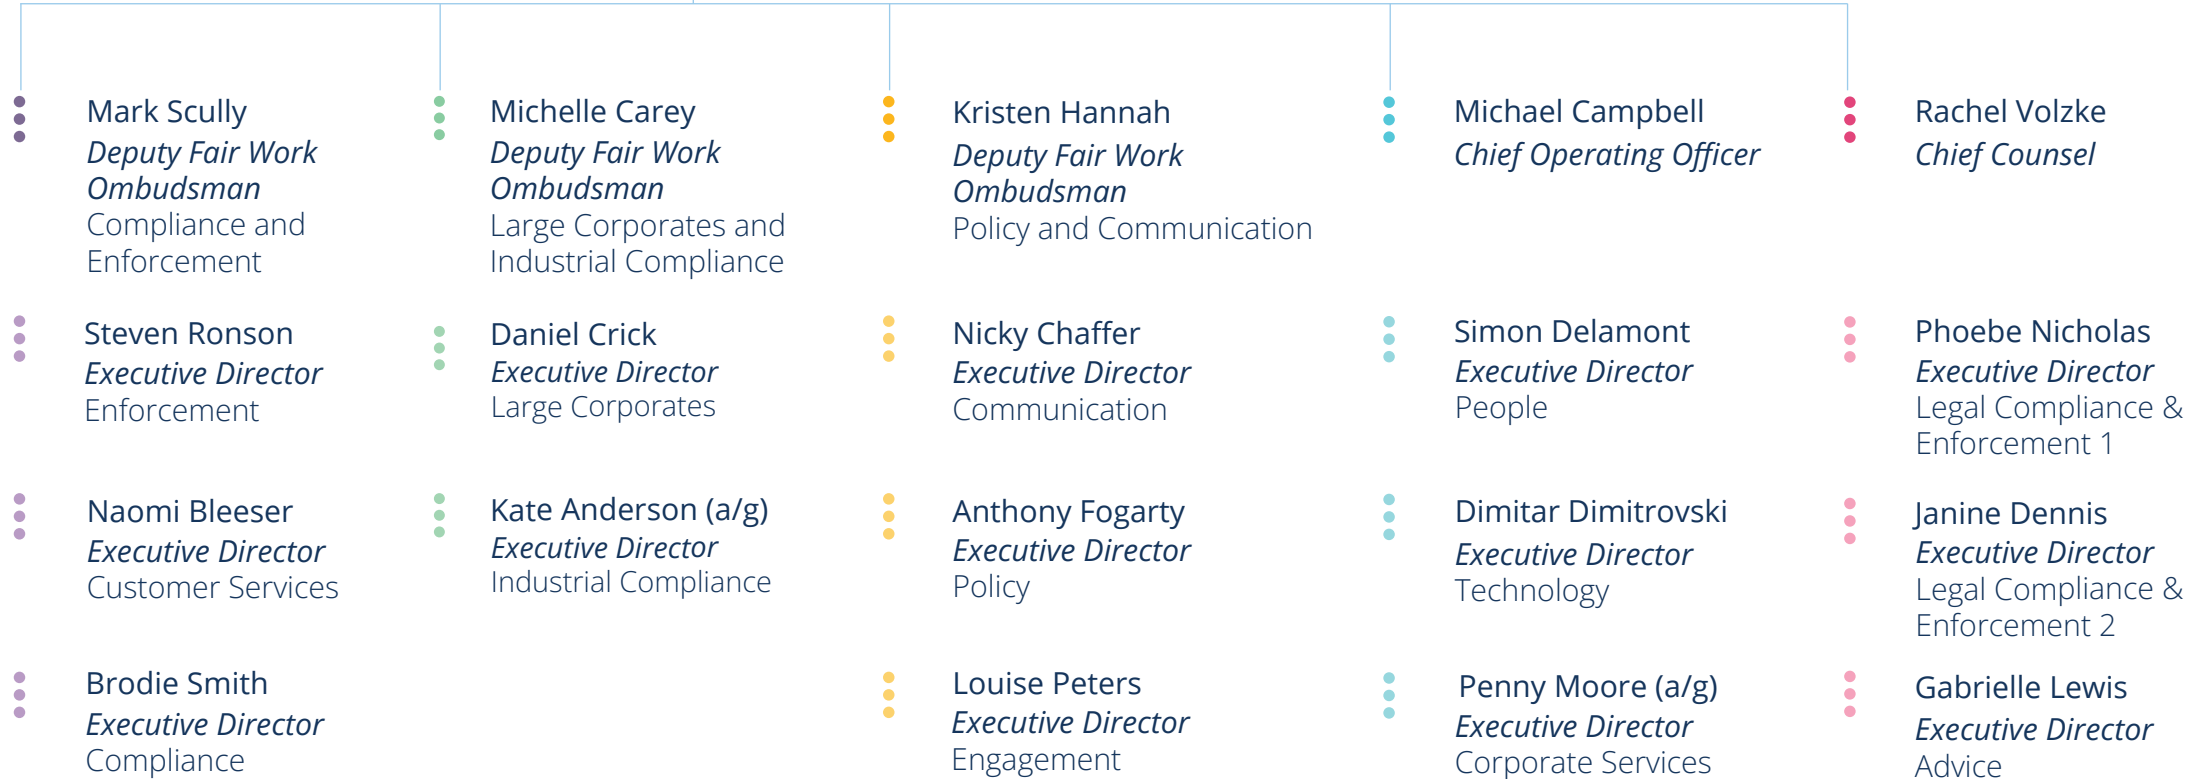 Mark Scully
Deputy Fair Work
Ombudsman
Compliance and
Enforcement
Steven Ronson
Executive Director
Enforcement
Naomi Bleeser
Executive Director
Customer Services
Brodie Smith
Executive Director
Compliance
Michelle Carey
Deputy Fair Work
Ombudsman
Large Corporates and
Industrial Compliance
Daniel Crick
Executive Director
Large Corporates
Kate Anderson (a/g)
Executive Director
Industrial Compliance
Kristen Hannah
Deputy Fair Work
Ombudsman
Policy and Communication
Nicky Chaffer
Executive Director
Communication
Anthony Fogarty
Executive Director
Policy
Louise Peters
Executive Director
Engagement
Michael Campbell
Chief Operating Officer
Simon Delamont
Executive Director
People
Dimitar Dimitrovski
Executive Director
Technology
Penny Moore (a/g)
Executive Director
Corporate Services
Rachel Volzke
Chief Counsel
Phoebe Nicholas
Executive Director
Legal Compliance &
Enforcement 1
Janine Dennis
Executive Director
Legal Compliance &
Enforcement 2
Gabrielle Lewis
Executive Director
Advice